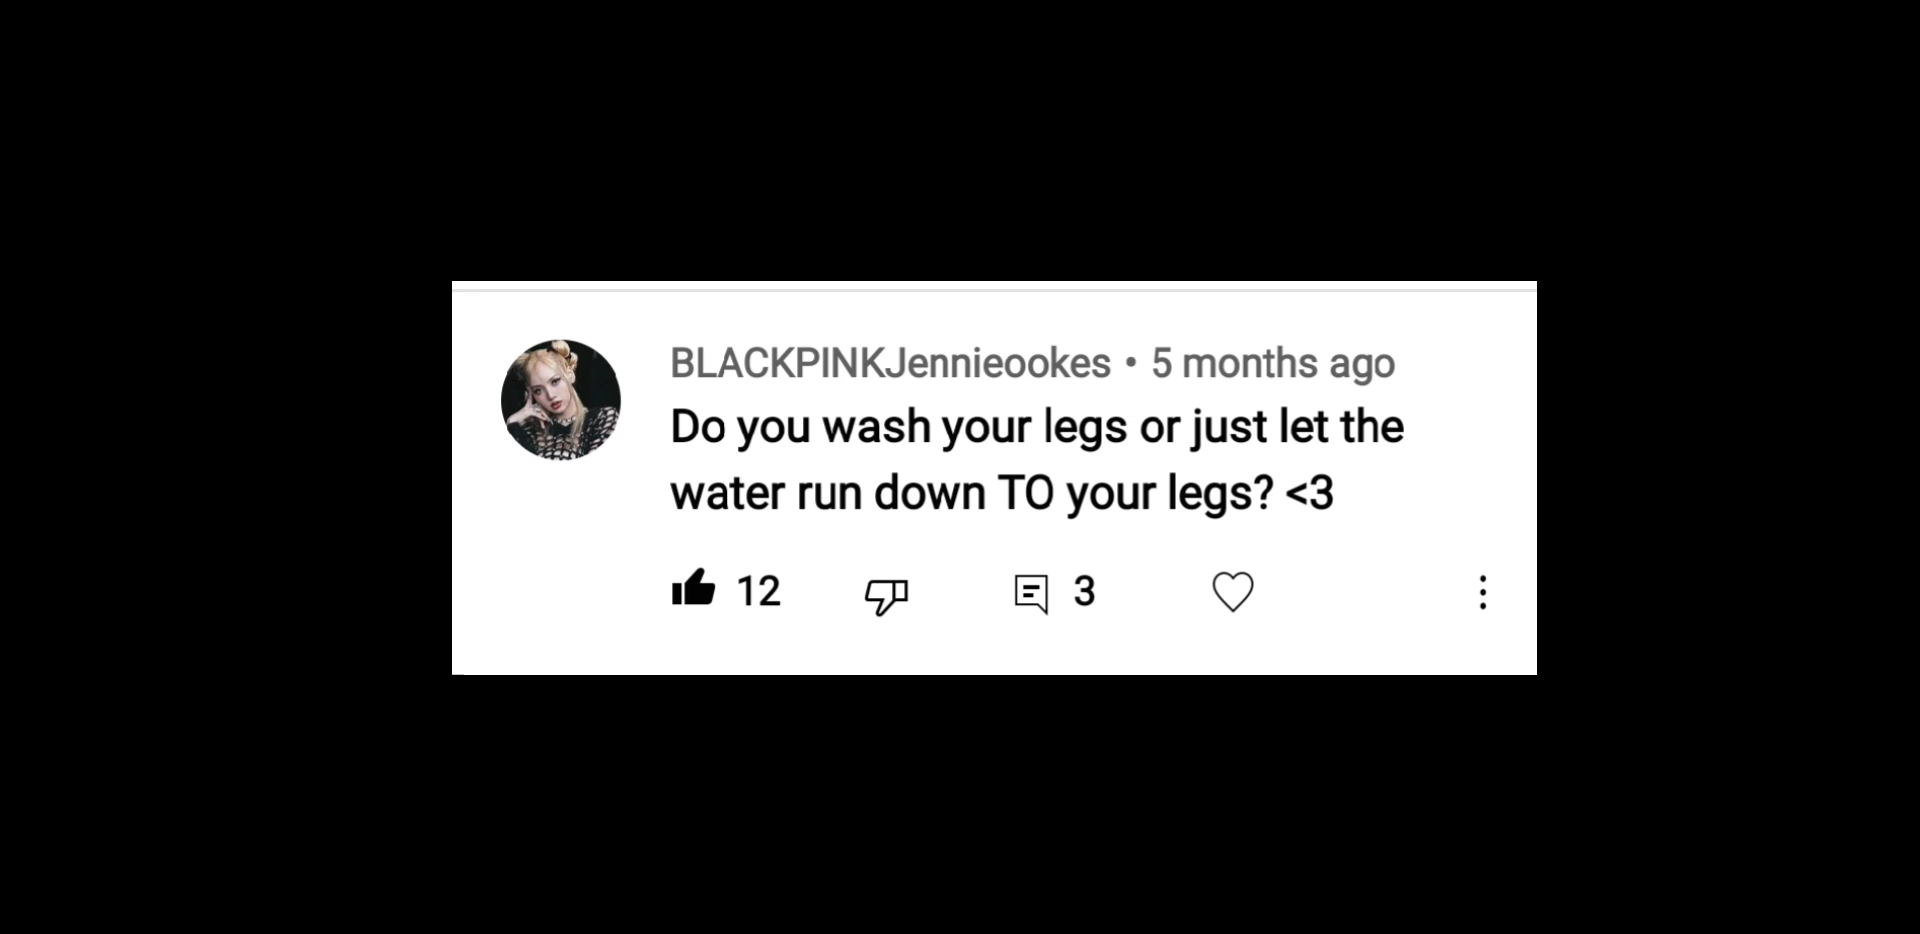 BLACKPINKJennieookes • 5 months ago
Do you wash your legs or just let the
water run down TO your legs? <3
12 3